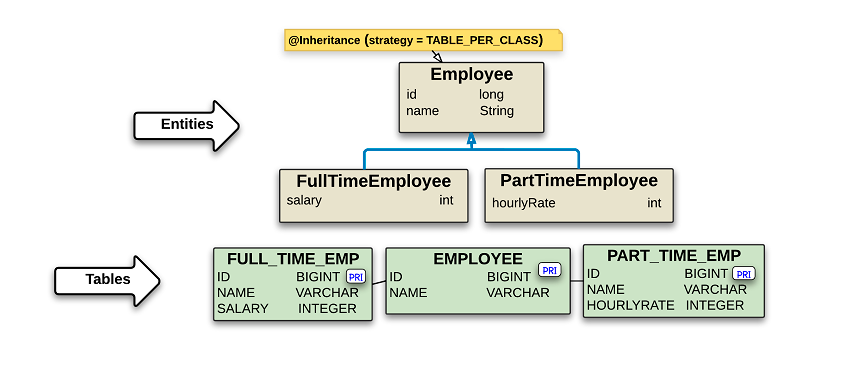 @Inheritance (strategy = TABLE_PER_CLASS)
Employee
id long
name String
Entities
FullTimeEmployee
salary int
PartTimeEmployee
hourlyRate int
Tables
FULL_TIME_EMP
ID BIGINT PRI
NAME VARCHAR
SALARY INTEGER
EMPLOYEE
ID BIGINT PRI
NAME VARCHAR
PART_TIME_EMP
ID BIGINT PRI
NAME VARCHAR
HOURLYRATE INTEGER